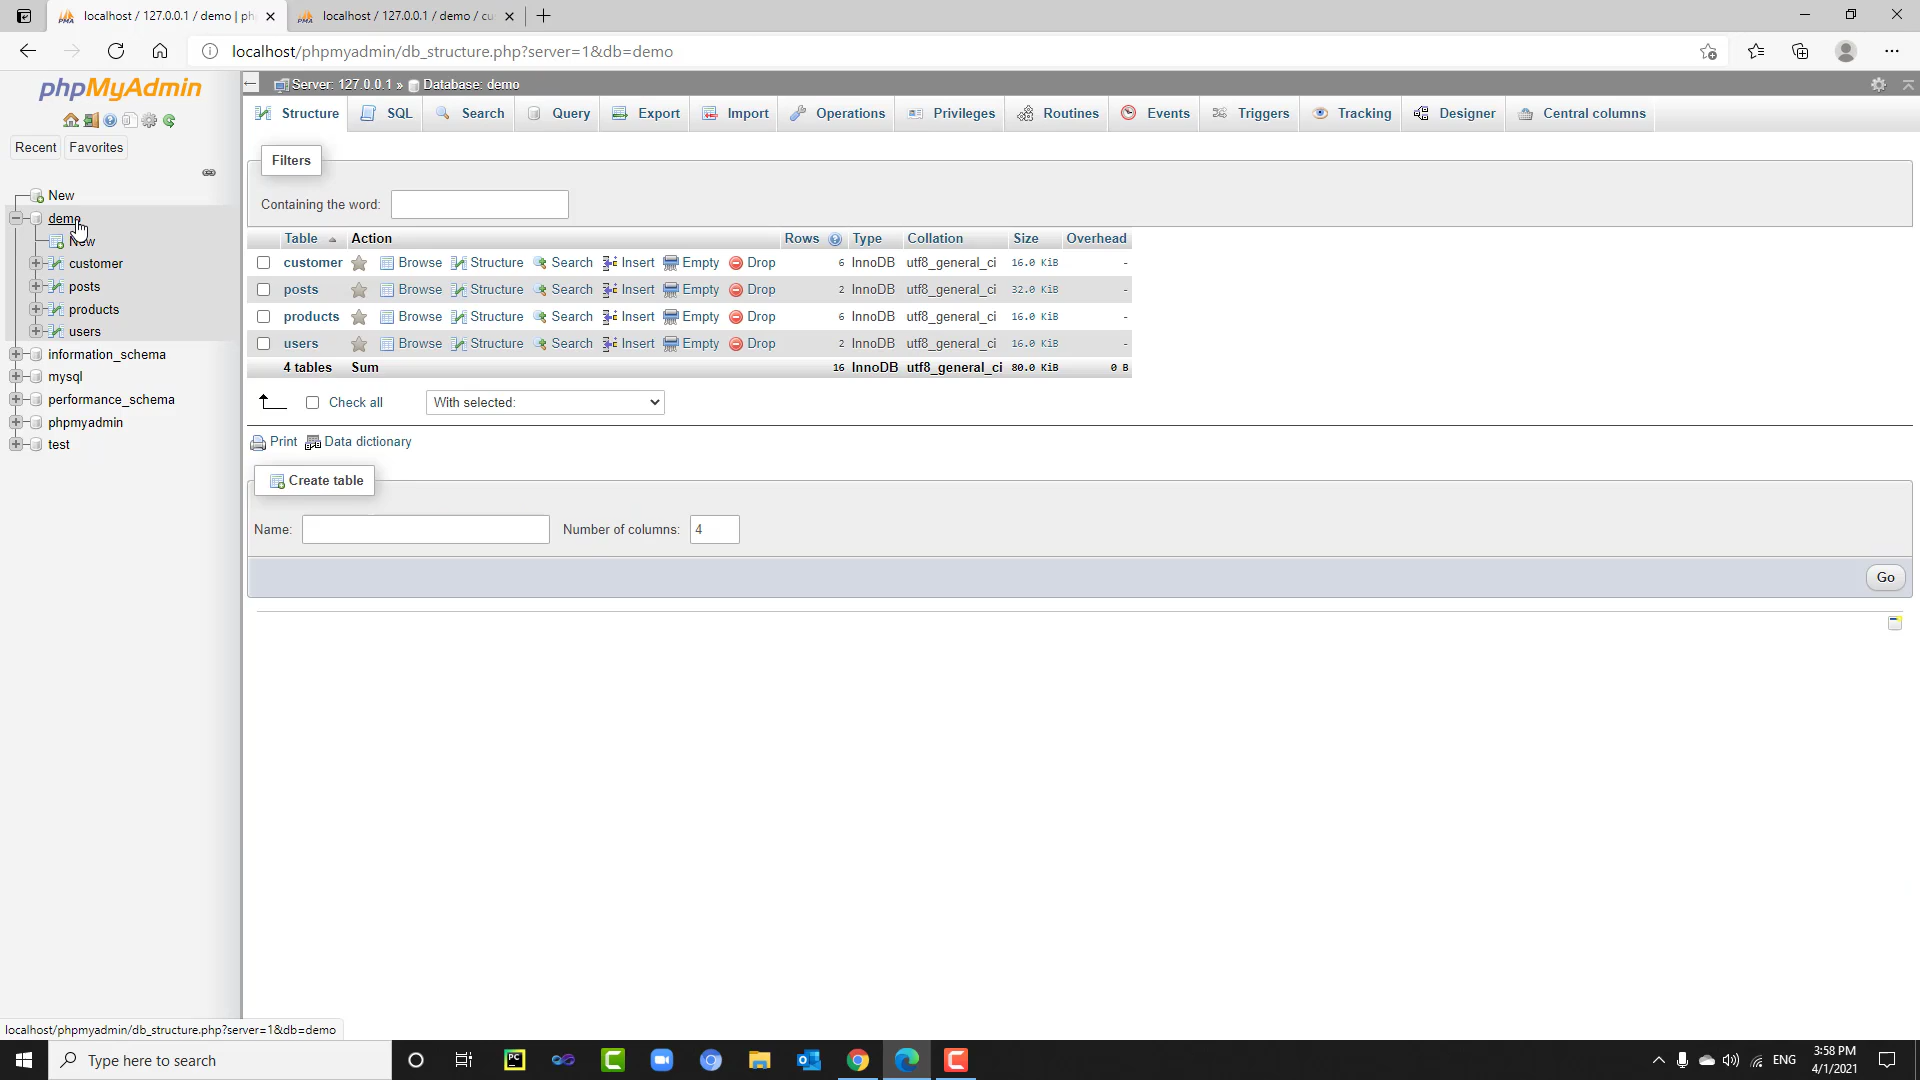 localhost / 127.0.0.1 / demo | ph
localhost / 127.0.0.1 / demo / cu
localhost/phpmyadmin/db_structure.php?server=1&db=demo
phpMyAdmin
Recent
Favorites
New
demo
New
customer
posts
products
users
information_schema
mysql
performance_schema
phpmyadmin
test
Server: 127.0.0.1 » Database: demo
Structure SQL Search Query Export Import Operations Privileges Routines Events Triggers Tracking Designer Central columns
Filters
Containing the word:
Table Action Rows Type Collation Size Overhead
customer Browse Structure Search Insert Empty Drop 6 InnoDB utf8_general_ci 16.0 KiB -
posts Browse Structure Search Insert Empty Drop 2 InnoDB utf8_general_ci 32.0 KiB -
products Browse Structure Search Insert Empty Drop 6 InnoDB utf8_general_ci 16.0 KiB -
users Browse Structure Search Insert Empty Drop 2 InnoDB utf8_general_ci 16.0 KiB -
4 tables Sum 16 InnoDB utf8_general_ci 80.0 KiB 0 B
Check all With selected:
Print Data dictionary
Create table
Name: Number of columns: 4
Go
localhost/phpmyadmin/db_structure.php?server=1&db=demo
Type here to search
PC
ENG
3:58 PM
4/1/2021